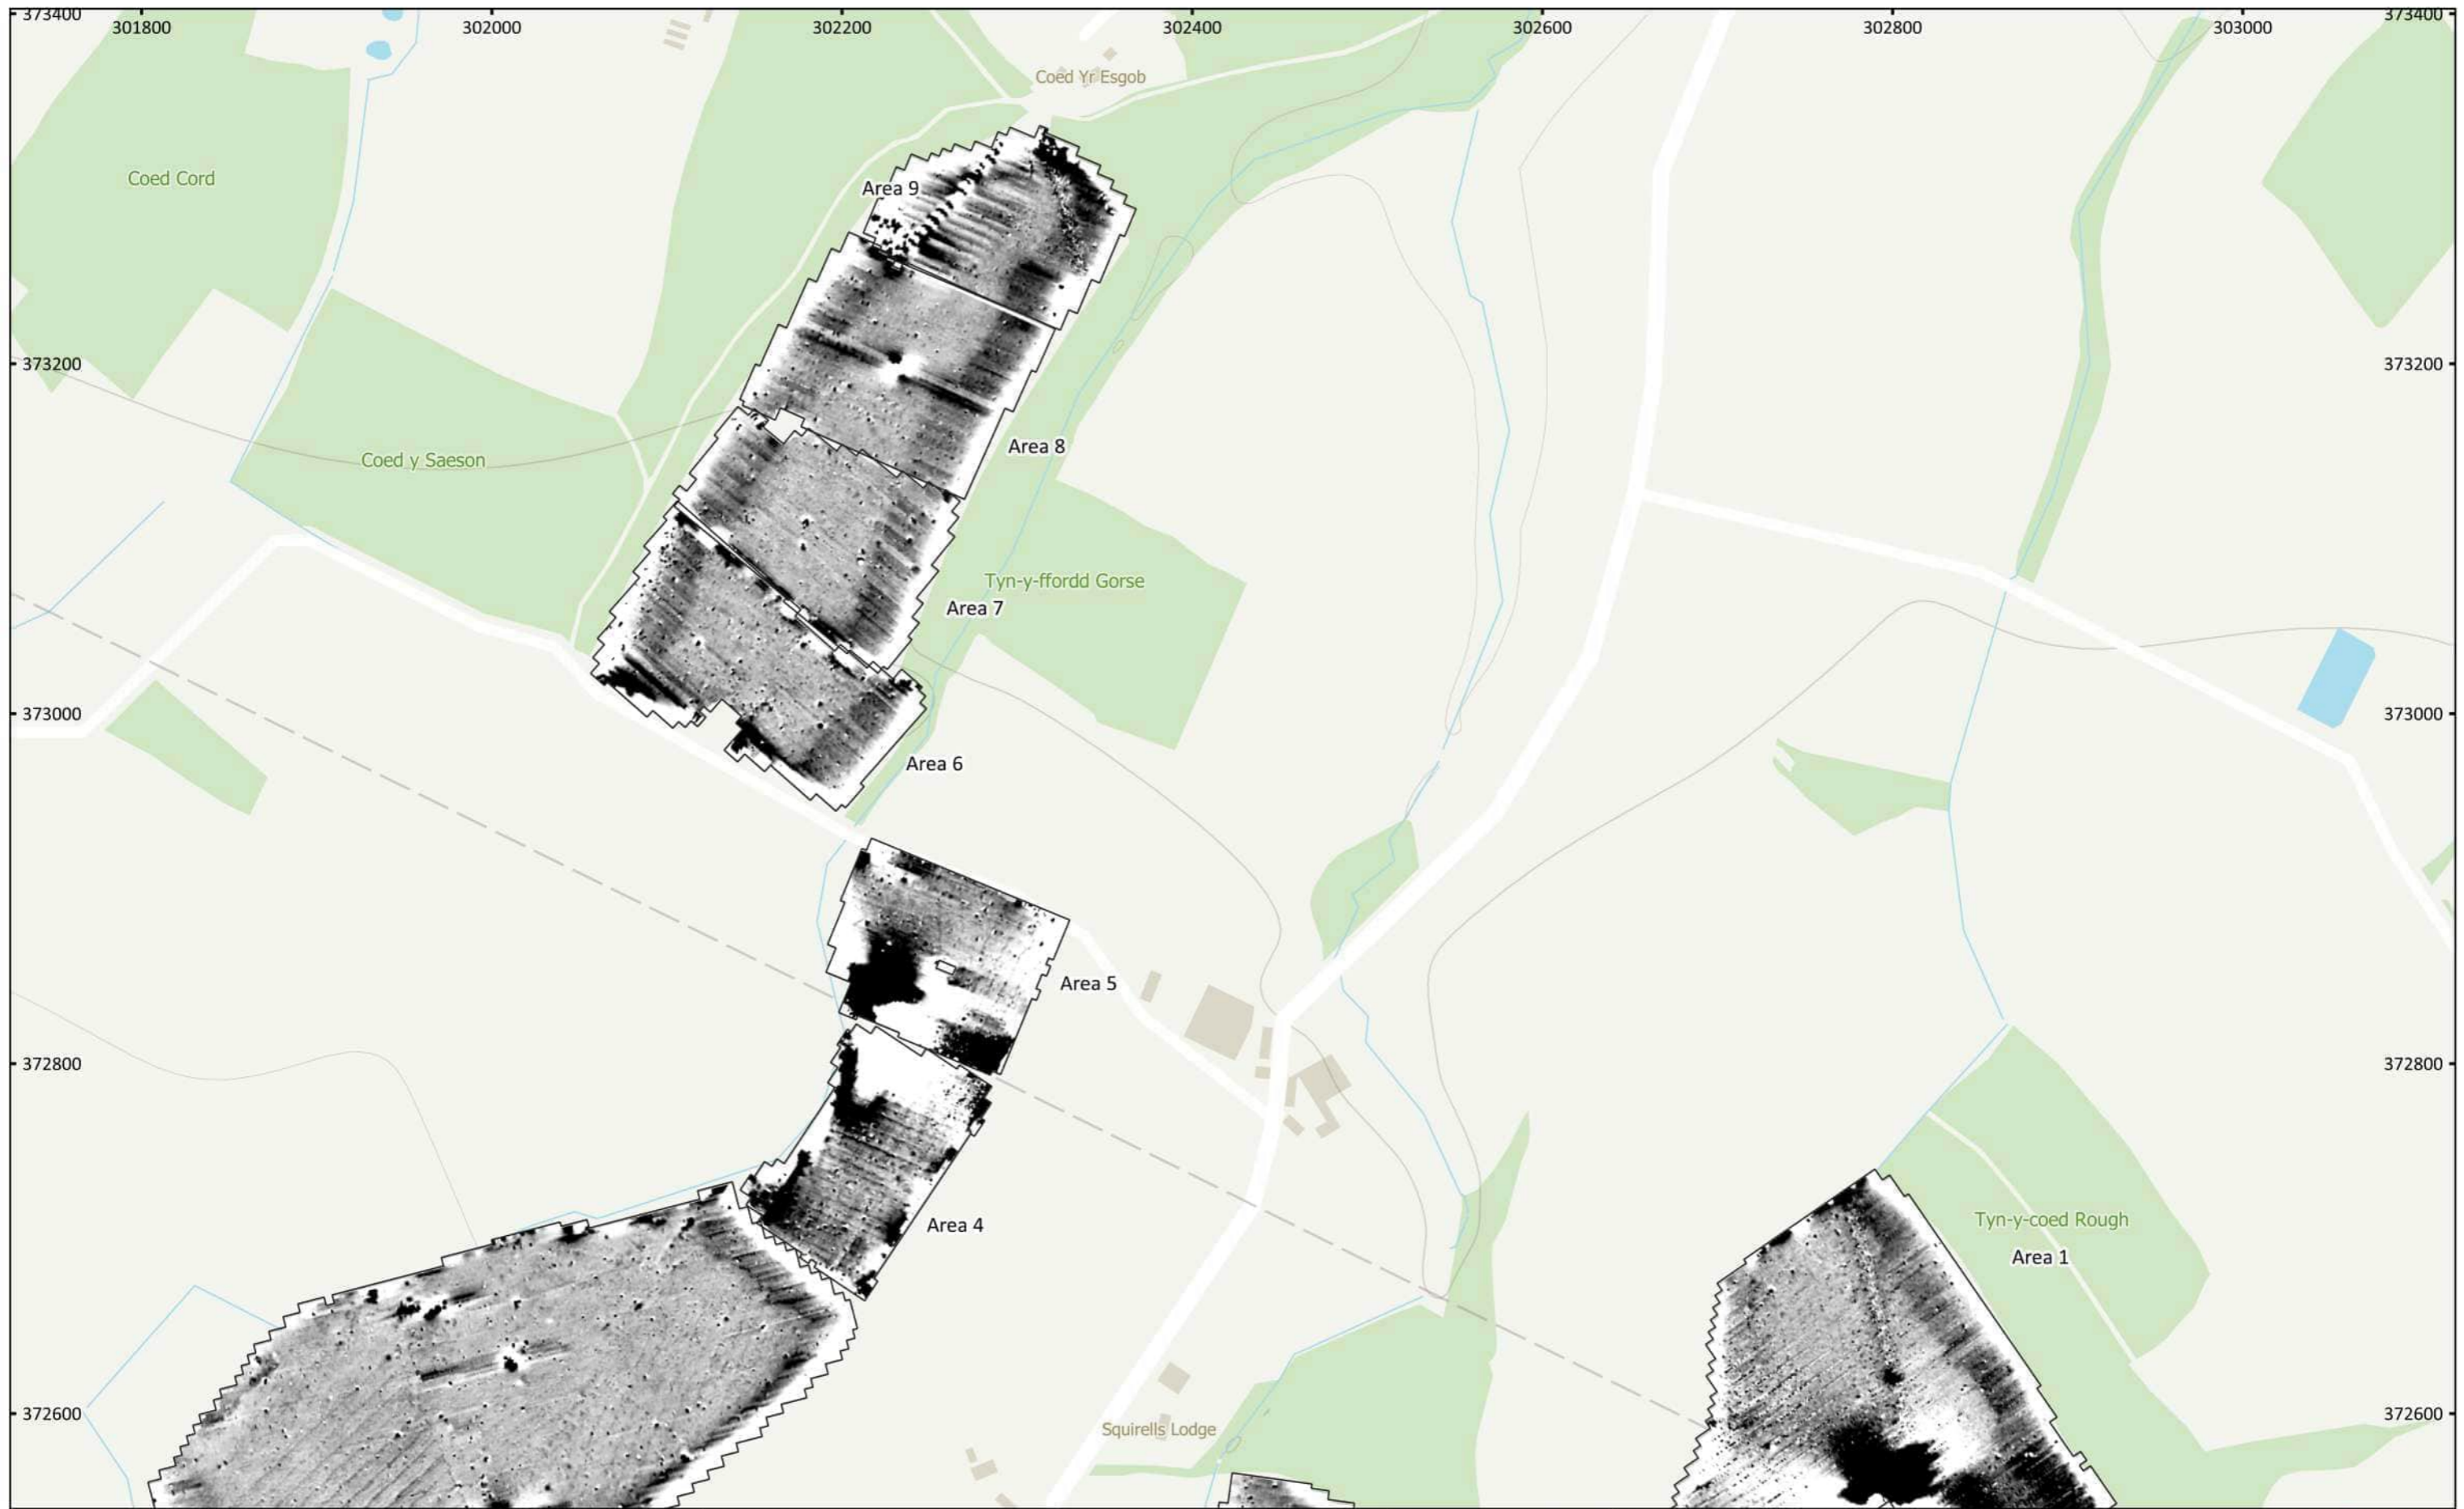 373400
373400
301800
302000
302200
302400
302600
302800
303000
Coed Yr Esgob
Coed Cord
Area 9
373200
373200
Area 8
Coed y Saeson
Tyn-y-ffordd Gorse
Area 7
373000
373000
Area 6
Area 5
372800
372800
Area 4
Tyn-y-coed Rough
Area 1
372600
372600
Squirells Lodge